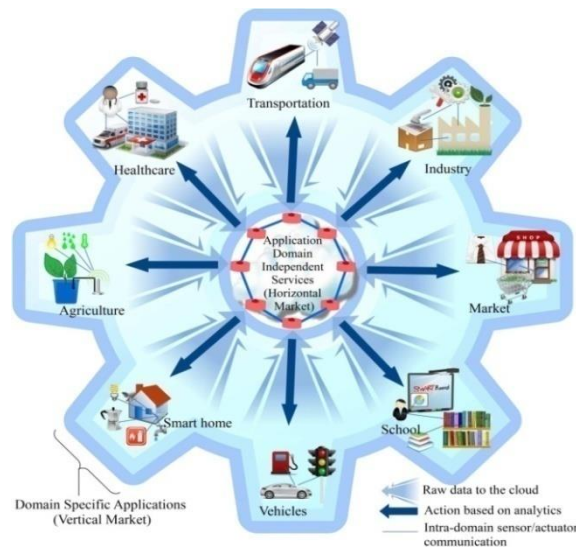 Transportation
Healthcare
Industry
Application
Domain
Independent
Services
(Horizontal
Market)
SHOP
Agriculture
Market
Smart home
School
Vehicles
Domain Specific Applications
(Vertical Market)
Raw data to the cloud
Action based on analytics
Intra-domain sensor/actuator
communication